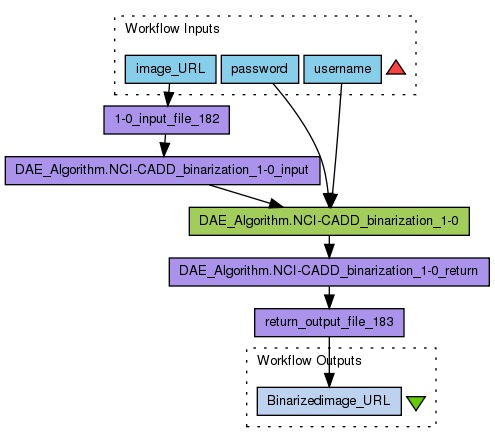 Workflow Inputs
image_URL password username
1-0_input_file_182
DAE_Algorithm.NCI-CADD_binarization_1-0_input
DAE_Algorithm.NCI-CADD_binarization_1-0
DAE_Algorithm.NCI-CADD_binarization_1-0_return
return_output_file_183
Workflow Outputs
Binarizedimage_URL